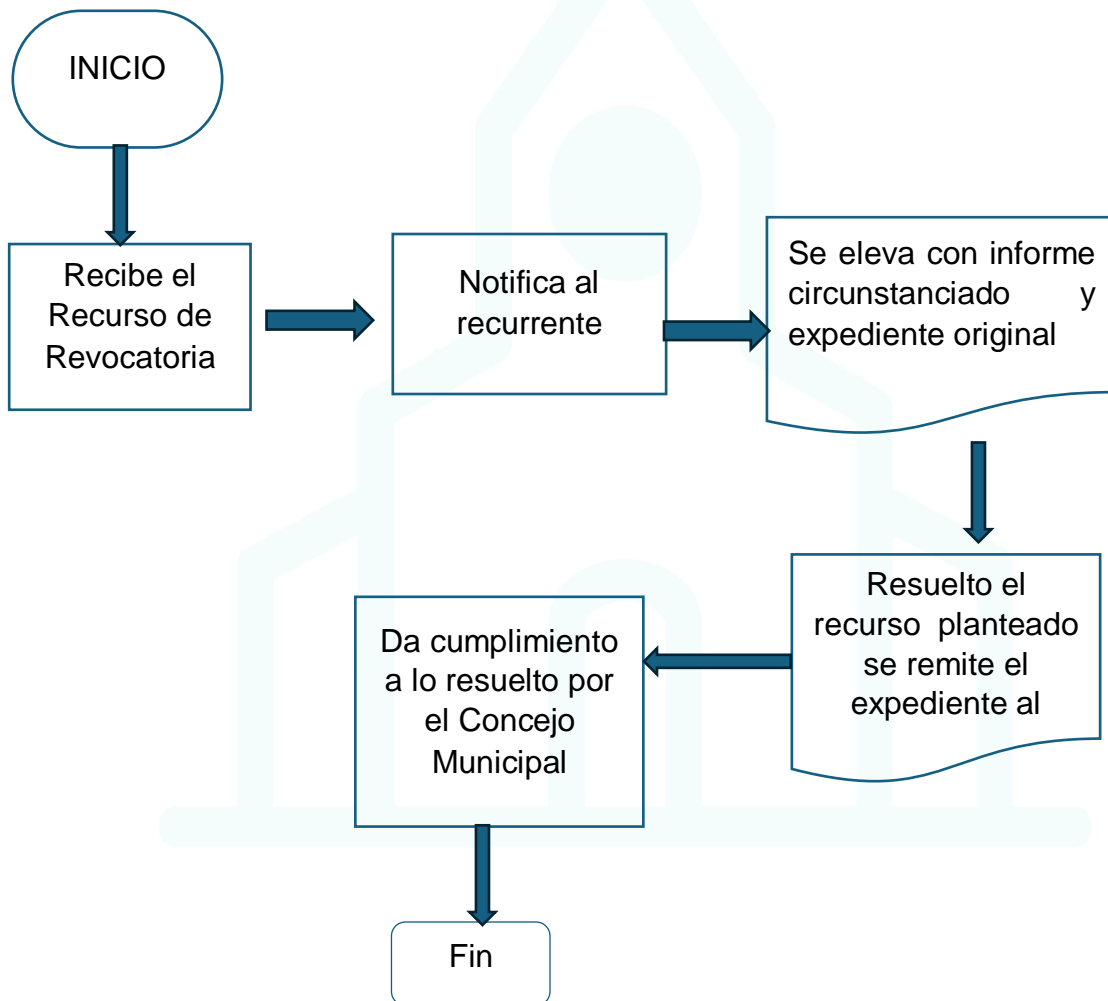 INICIO
Recibe el
Recurso de
Revocatoria
Notifica al
recurrente
Se eleva con informe
circunstanciado y
expediente original
Resuelto el
recurso planteado
se remite el
expediente al
Da cumplimiento
a lo resuelto por
el Concejo
Municipal
Fin